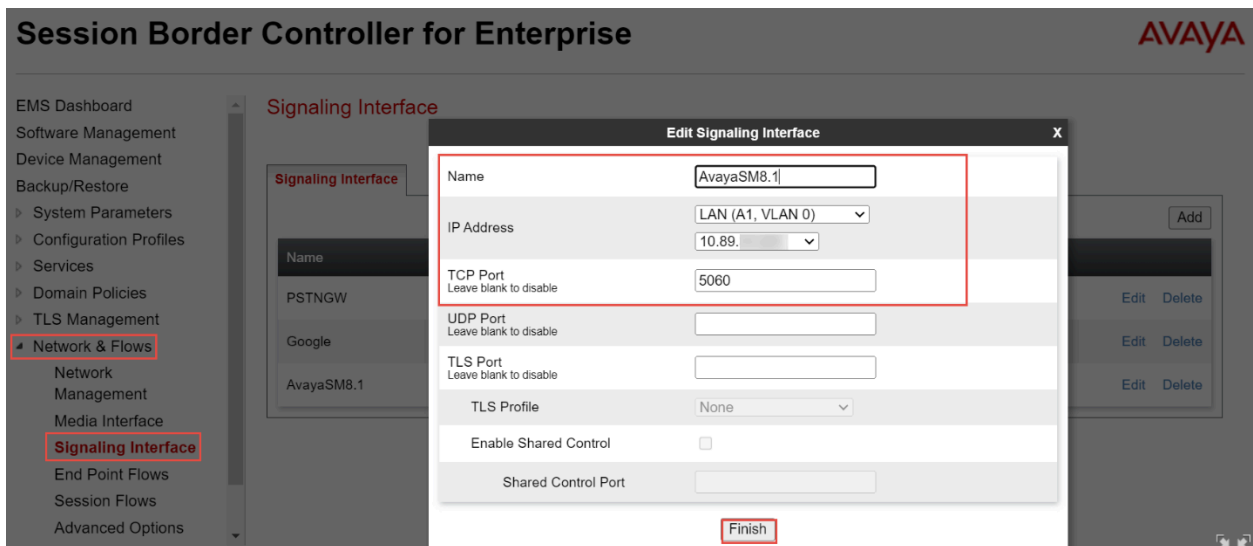 Session Border Controller for Enterprise
AVAYA
EMS Dashboard
Software Management
Device Management
Backup/Restore
System Parameters
Configuration Profiles
Services
Domain Policies
TLS Management
Network & Flows
Network
Management
Media Interface
Signaling Interface
End Point Flows
Session Flows
Advanced Options
Signaling Interface
Signaling Interface
Add
Name
PSTNGW
Edit Delete
Google
Edit Delete
AvayaSM8.1
Edit Delete
Edit Signaling Interface
X
Name
AvayaSM8.1
IP Address
LAN (A1, VLAN 0)
10.89.
TCP Port
Leave blank to disable
5060
UDP Port
Leave blank to disable
TLS Port
Leave blank to disable
TLS Profile
None
Enable Shared Control
Shared Control Port
Finish